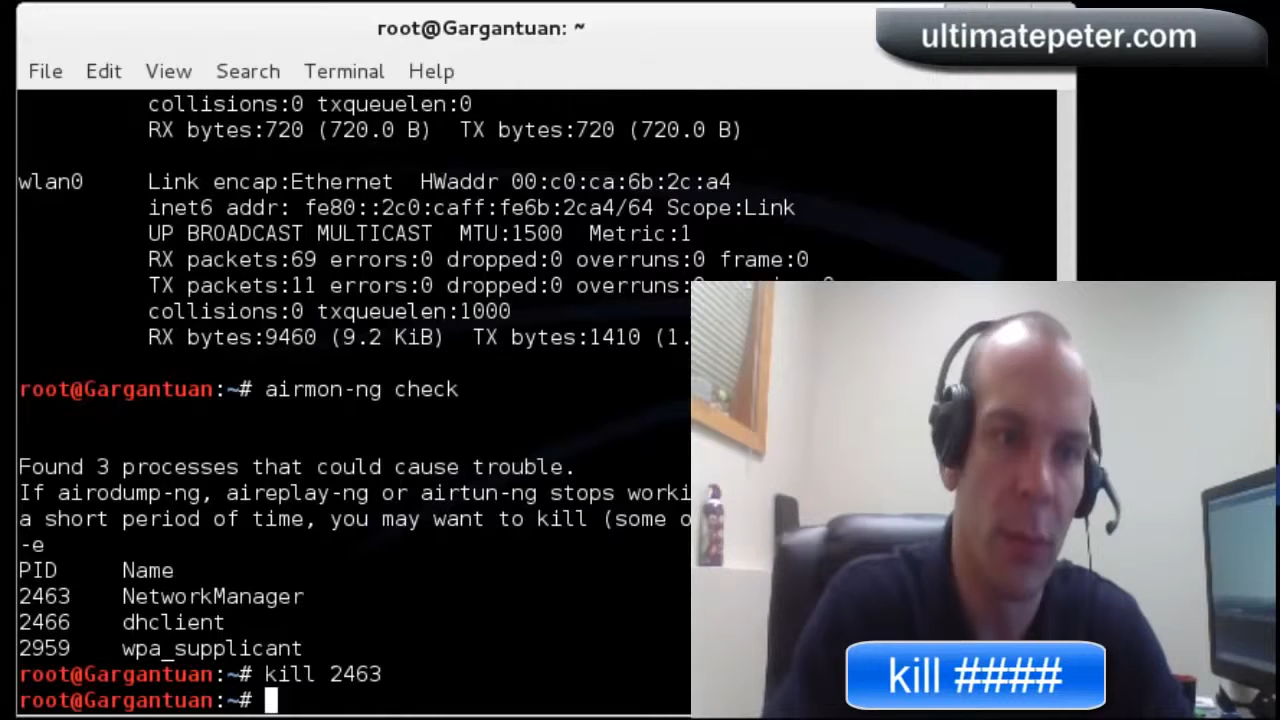 root@Gargantuan: ~
ultimatepeter.com
File Edit View Search Terminal Help
collisions:0 txqueuelen:0
RX bytes:720 (720.0 B) TX bytes:720 (720.0 B)
wlan0 Link encap:Ethernet HWaddr 00:c0:ca:6b:2c:a4
inet6 addr: fe80::2c0:caff:fe6b:2ca4/64 Scope:Link
UP BROADCAST MULTICAST MTU:1500 Metric:1
RX packets:69 errors:0 dropped:0 overruns:0 frame:0
TX packets:11 errors:0 dropped:0 overruns:
collisions:0 txqueuelen:1000
RX bytes:9460 (9.2 KiB) TX bytes:1410 (1.
root@Gargantuan:~# airmon-ng check
Found 3 processes that could cause trouble.
If airodump-ng, aireplay-ng or airtun-ng stops worki
a short period of time, you may want to kill (some o
-e
PID Name
2463 NetworkManager
2466 dhclient
2959 wpa_supplicant
root@Gargantuan:~# kill 2463
root@Gargantuan:~#
kill ####